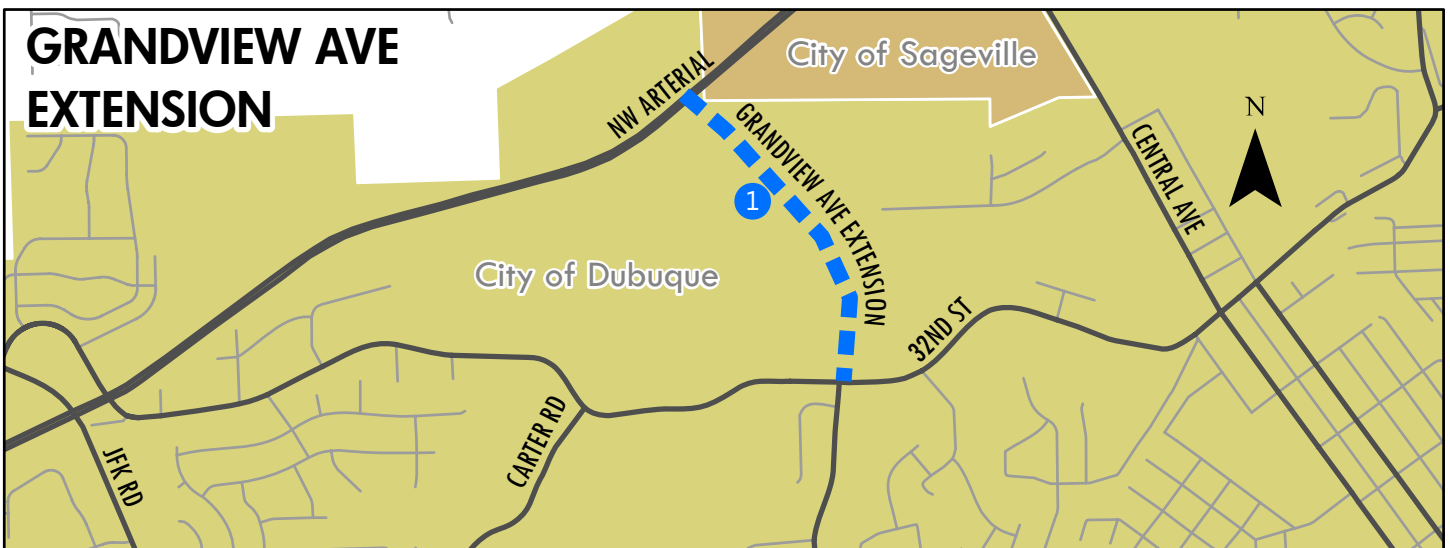 GRANDVIEW AVE
EXTENSION
City of Sageville
NW ARTERIAL
N
GRANDVIEW AVE EXTENSION
CENTRAL AVE
1
City of Dubuque
32ND ST
CARTER RD
JFK RD